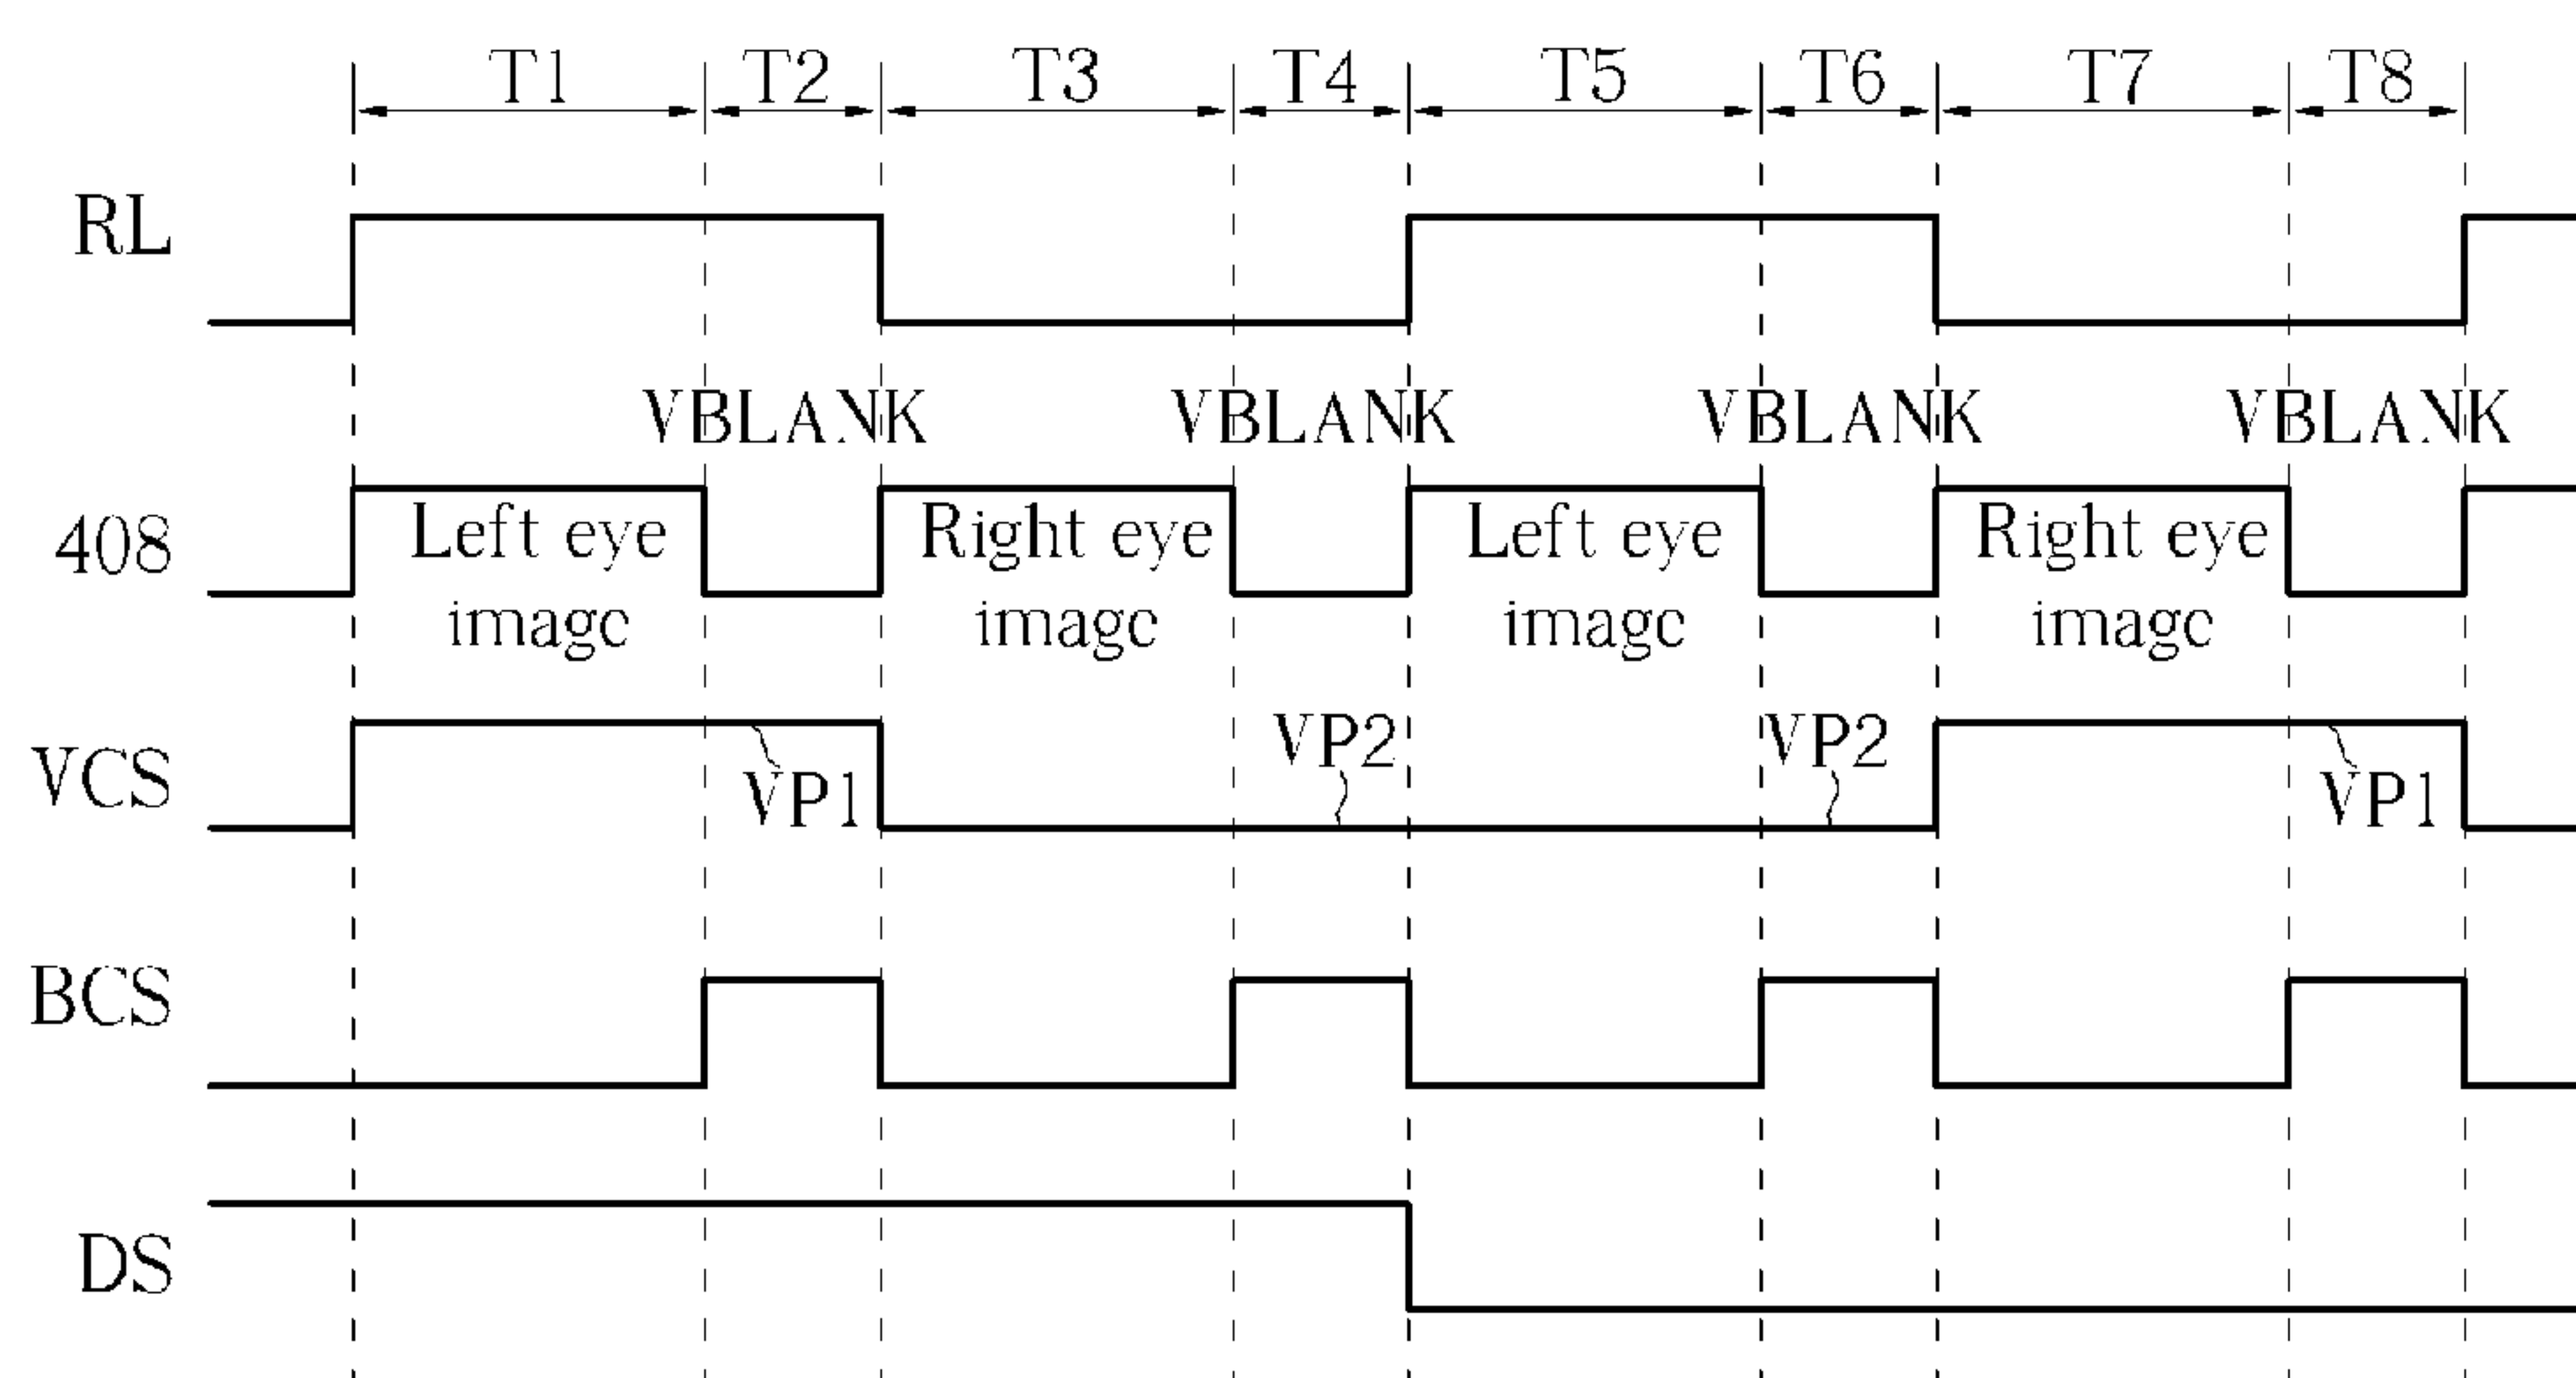 T1 T2 T3 T4 T5 T6 T7 T8
RL
VBLANK VBLANK VBLANK VBLANK
408
Left eye image
Right eye image
Left eye image
Right eye image
VCS
VP1
VP2
VP2
VP1
BCS
DS